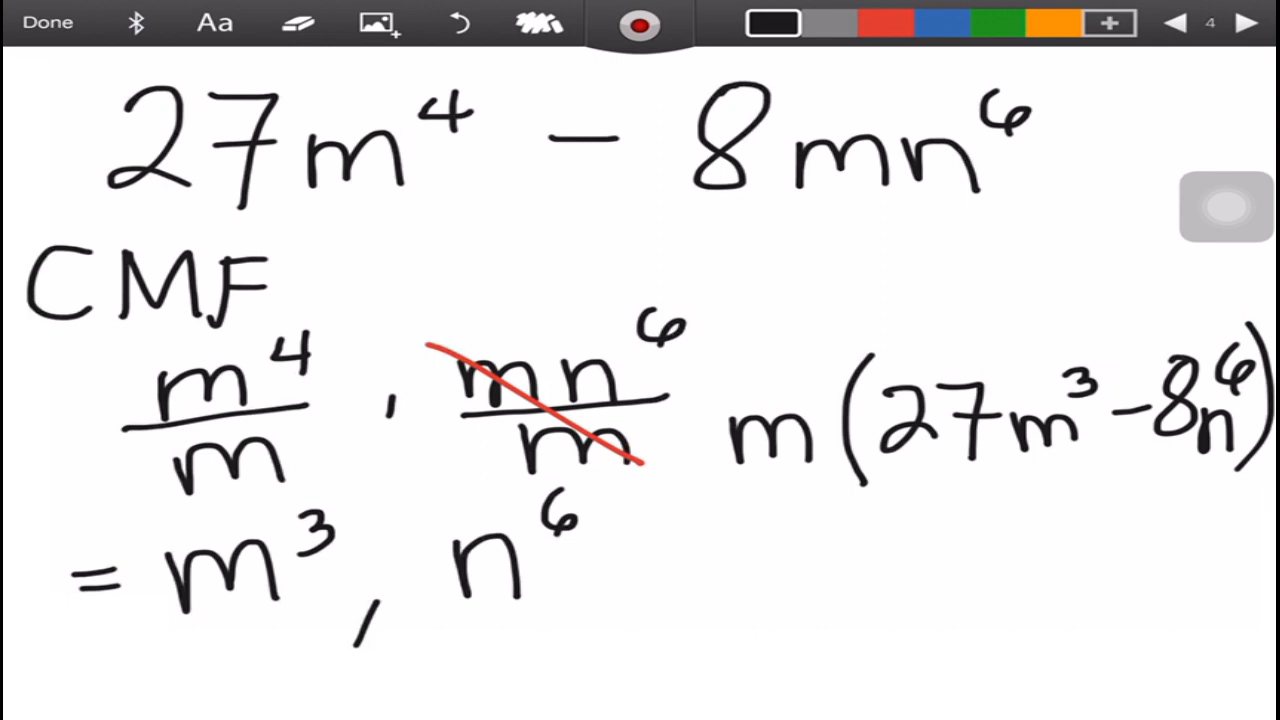 Done Aa 4
27m⁴ - 8mn⁶
CMF
m⁴/m , mn⁶/m m(27m³ - 8n⁶)
= m³, n⁶